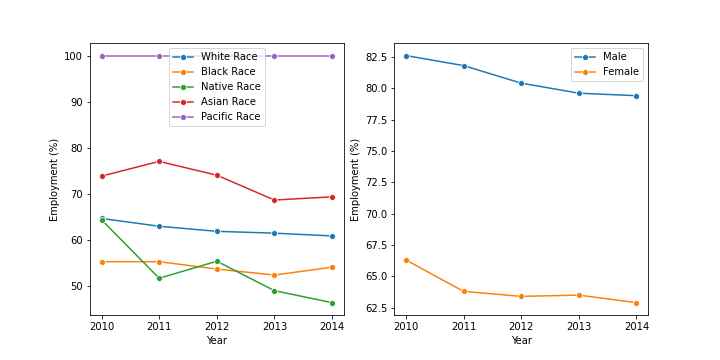 White Race
Black Race
Native Race
Asian Race
Pacific Race
100
90
80
70
60
50
Employment (%)
2010 2011 2012 2013 2014
Year
Male
Female
82.5
80.0
77.5
75.0
72.5
70.0
67.5
65.0
62.5
Employment (%)
2010 2011 2012 2013 2014
Year